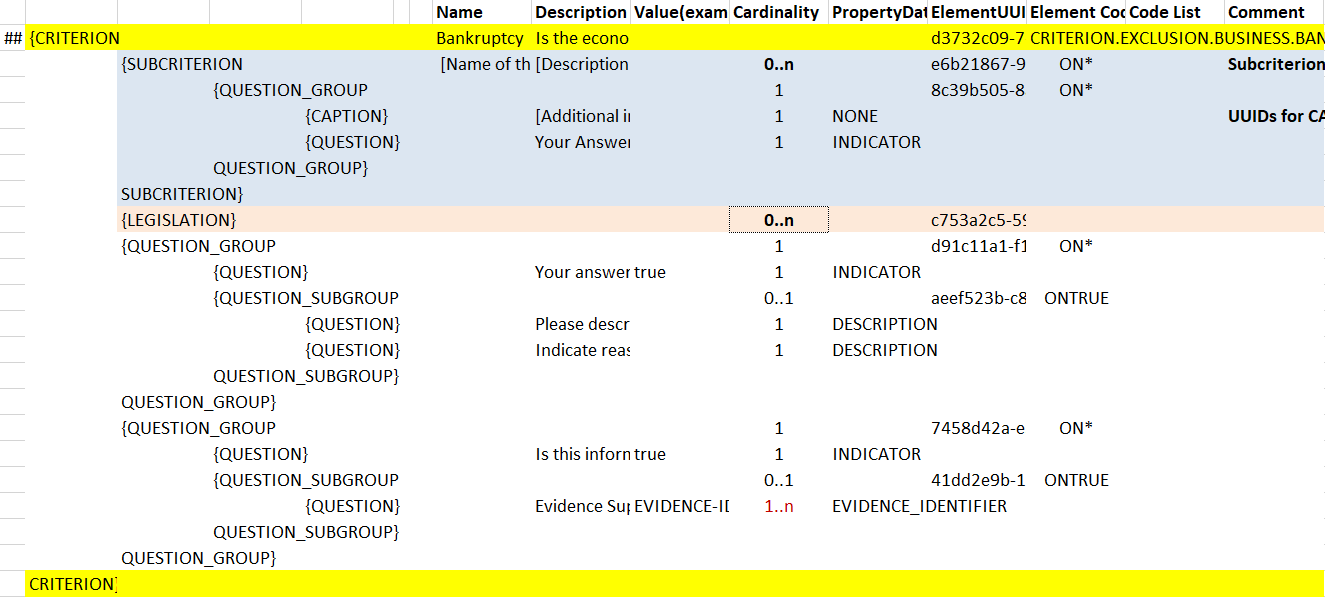 Name Description Value(exam Cardinality PropertyDat ElementUUI Element Coc Code List Comment
## {CRITERION Bankruptcy Is the econo d3732c09-7 CRITERION.EXCLUSION.BUSINESS.BAN
{SUBCRITERION [Name of th [Description 0..n e6b21867-9 ON* Subcriterion
{QUESTION_GROUP 1 8c39b505-8 ON*
{CAPTION} [Additional in 1 NONE UUIDs for CA
{QUESTION} Your Answer 1 INDICATOR
QUESTION_GROUP}
SUBCRITERION}
{LEGISLATION} 0..n c753a2c5-59
{QUESTION_GROUP 1 d91c11a1-f1 ON*
{QUESTION} Your answer true 1 INDICATOR
{QUESTION_SUBGROUP 0..1 aeef523b-c8 ONTRUE
{QUESTION} Please descr 1 DESCRIPTION
{QUESTION} Indicate reas 1 DESCRIPTION
QUESTION_SUBGROUP}
QUESTION_GROUP}
{QUESTION_GROUP 1 7458d42a-e ON*
{QUESTION} Is this inforn true 1 INDICATOR
{QUESTION_SUBGROUP 0..1 41dd2e9b-1 ONTRUE
{QUESTION} Evidence Sup EVIDENCE-ID 1..n EVIDENCE_IDENTIFIER
QUESTION_SUBGROUP}
QUESTION_GROUP}
CRITERION}